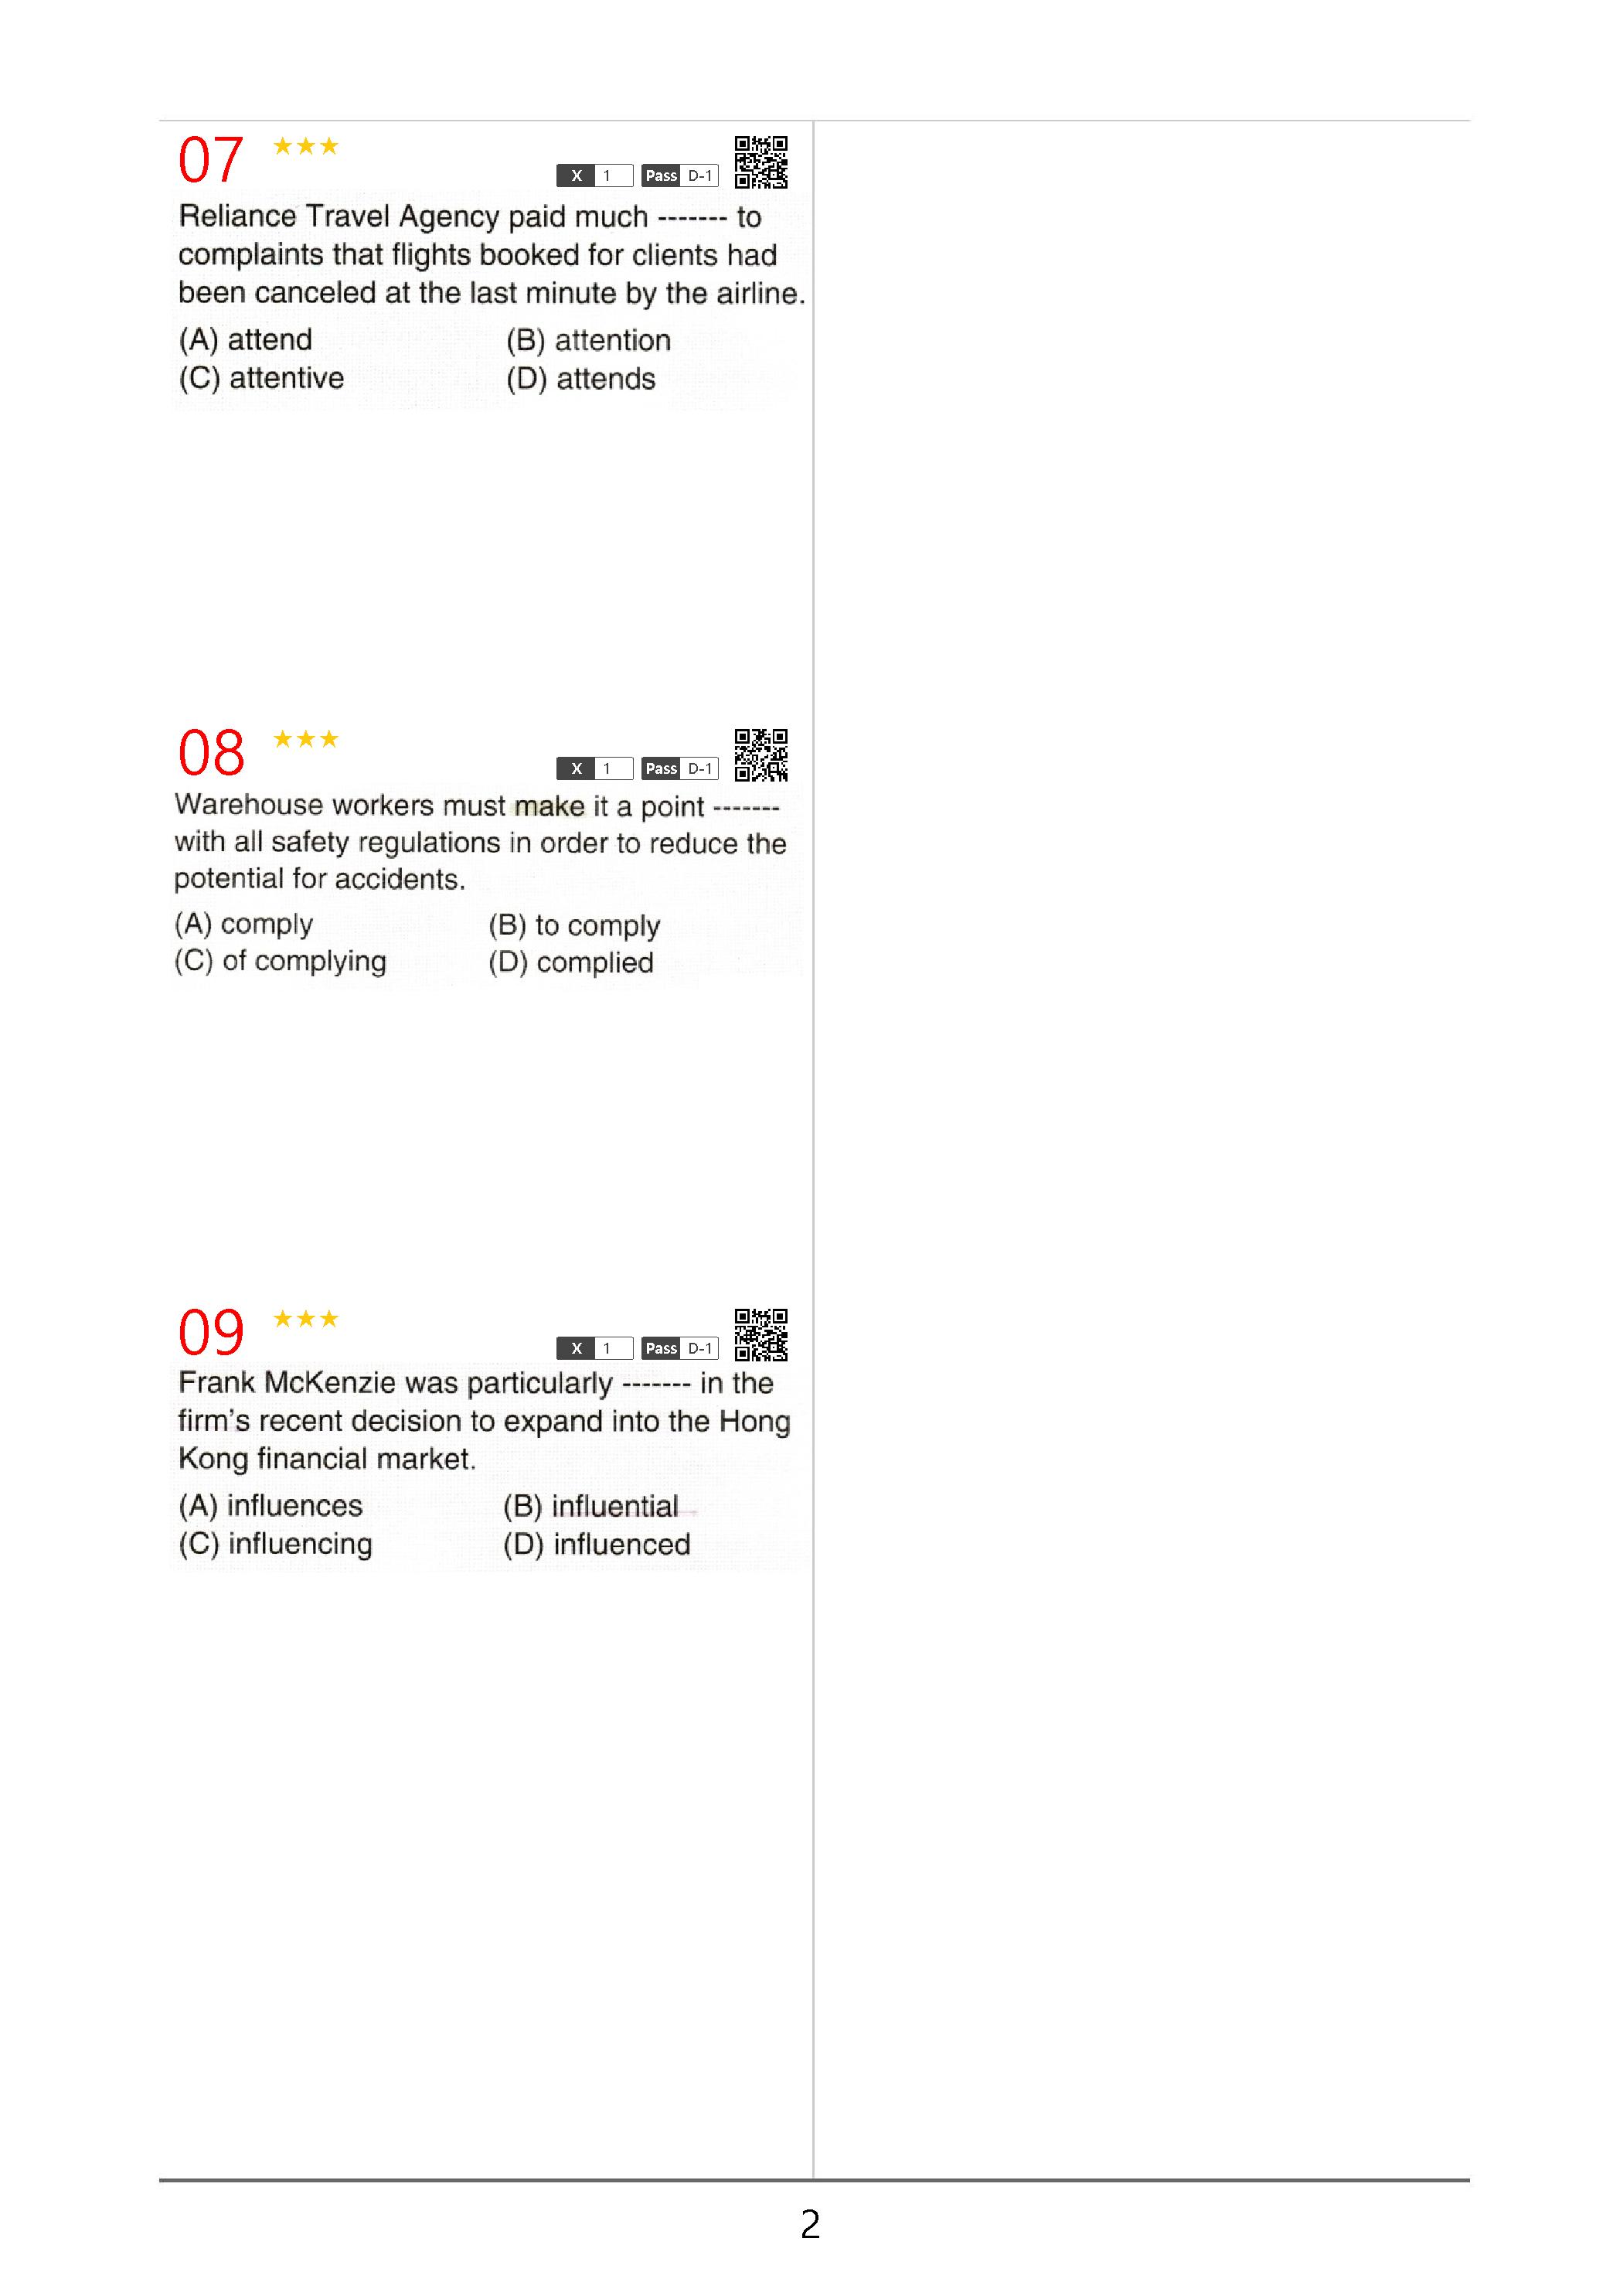 07 ★★★
X 1 Pass D-1
Reliance Travel Agency paid much ------- to
complaints that flights booked for clients had
been canceled at the last minute by the airline.
(A) attend (B) attention
(C) attentive (D) attends
08 ★★★
X 1 Pass D-1
Warehouse workers must make it a point -------
with all safety regulations in order to reduce the
potential for accidents.
(A) comply (B) to comply
(C) of complying (D) complied
09 ★★★
X 1 Pass D-1
Frank McKenzie was particularly ------- in the
firm's recent decision to expand into the Hong
Kong financial market.
(A) influences (B) influential
(C) influencing (D) influenced
2